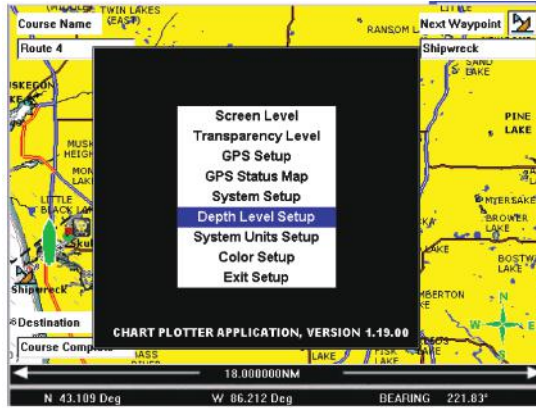 TWIN LAKES
(EAST)
Course Name
Next Waypoint
Route 4
RANSOM
Shipwreck
SAND
LAKE
Screen Level
Transparency Level
GPS Setup
GPS Status Map
System Setup
Depth Level Setup
System Units Setup
Color Setup
Exit Setup
PINE
LAKE
LITTLE
BLACK
BROWER
LAKE
LAKE
Shipwreck
N
W
E
S
Destination
CHART PLOTTER APPLICATION, VERSION 1.19.00
LAKE
LAKE
18.000000NM
N 43.109 Deg
W 86.212 Deg
BEARING 221.83°